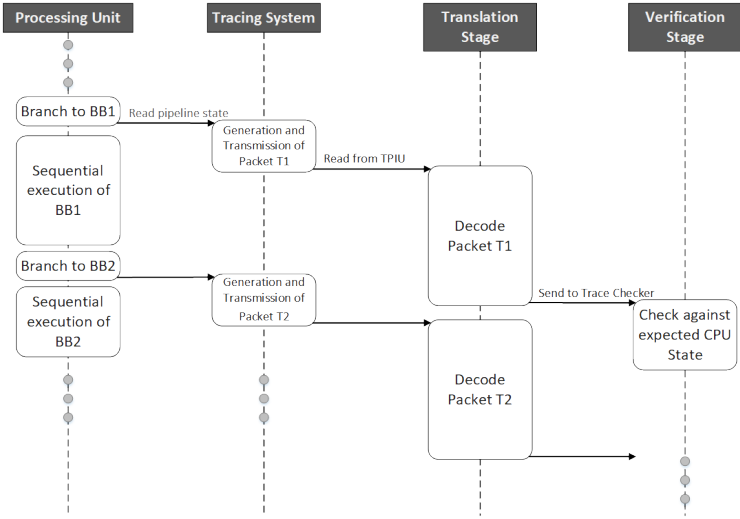 Processing Unit
Tracing System
Translation
Stage
Verification
Stage
Branch to BB1
Read pipeline state
Generation and
Transmission of
Packet T1
Read from TPIU
Sequential
execution of
BB1
Decode
Packet T1
Branch to BB2
Generation and
Transmission of
Packet T2
Send to Trace Checker
Sequential
execution of
BB2
Check against
expected CPU
State
Decode
Packet T2